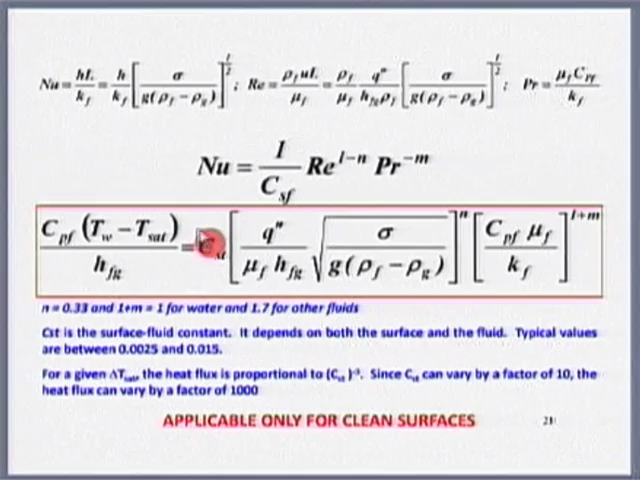 Nu = hL/k_f = h/k_f [σ/g(ρ_f − ρ_g)]^(1/2) ; Re = ρ_f uL/μ_f = ρ_f/μ_f q"/h_fg ρ_f [σ/g(ρ_f − ρ_g)]^(1/2) ; Pr = μ_f C_Pf/k_f
Nu = 1/C_sf Re^(1−n) Pr^(−m)
C_pf (T_w − T_sat)/h_fg = [q"/μ_f h_fg √(σ/g(ρ_f − ρ_g))]^n [C_pf μ_f/k_f]^(1+m)
n = 0.33 and 1+m = 1 for water and 1.7 for other fluids
Cst is the surface-fluid constant. It depends on both the surface and the fluid. Typical values
are between 0.0025 and 0.015.
For a given ΔT_sat, the heat flux is proportional to (C_st)^-3. Since C_st can vary by a factor of 10, the
heat flux can vary by a factor of 1000
APPLICABLE ONLY FOR CLEAN SURFACES